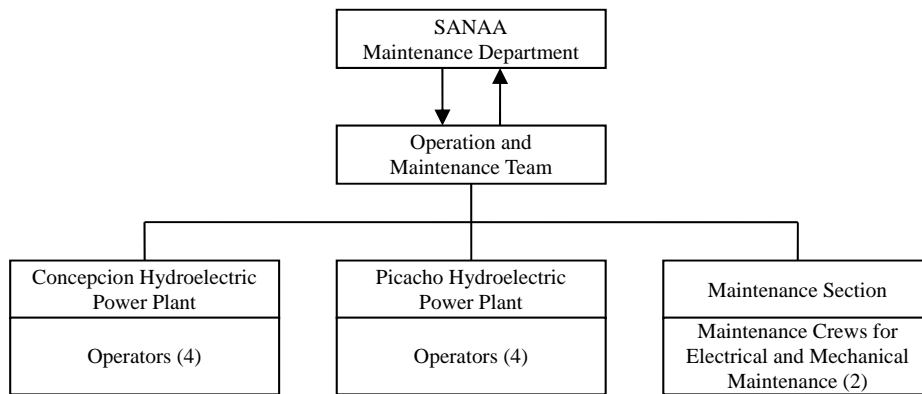 SANAA
Maintenance Department
Operation and
Maintenance Team
Concepcion Hydroelectric
Power Plant
Operators (4)
Picacho Hydroelectric
Power Plant
Operators (4)
Maintenance Section
Maintenance Crews for
Electrical and Mechanical
Maintenance (2)